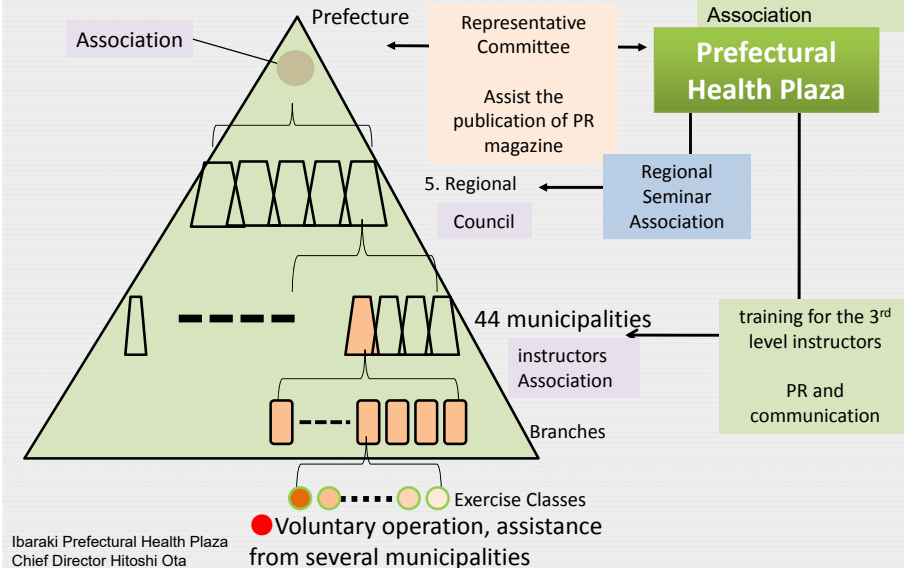 Association
Prefecture
Representative
Committee
Assist the
publication of PR
magazine
Association
Prefectural
Health Plaza
5. Regional
Council
Regional
Seminar
Association
44 municipalities
instructors
Association
training for the 3rd
level instructors
PR and
communication
Branches
Exercise Classes
Voluntary operation, assistance
from several municipalities
Ibaraki Prefectural Health Plaza
Chief Director Hitoshi Ota